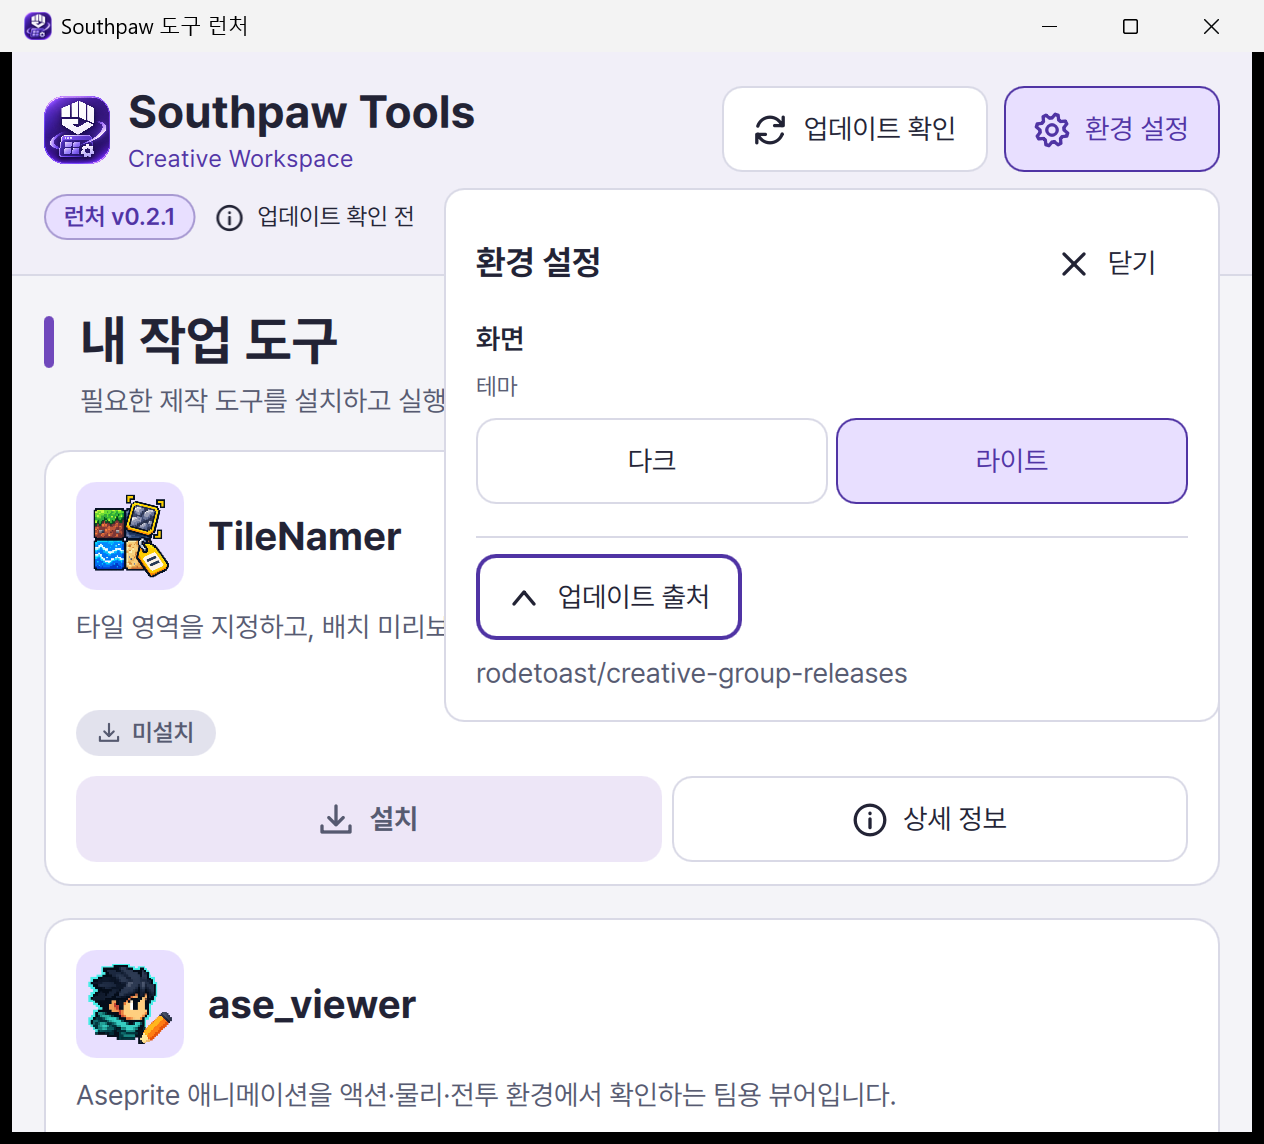 Southpaw 도구 런처
Southpaw Tools
Creative Workspace
업데이트 확인
환경 설정
런처 v0.2.1
업데이트 확인 전
환경 설정
닫기
화면
테마
다크
라이트
업데이트 출처
rodetoast/creative-group-releases
내 작업 도구
필요한 제작 도구를 설치하고 실행
TileNamer
타일 영역을 지정하고, 배치 미리보
미설치
설치
상세 정보
ase_viewer
Aseprite 애니메이션을 액션·물리·전투 환경에서 확인하는 팀용 뷰어입니다.